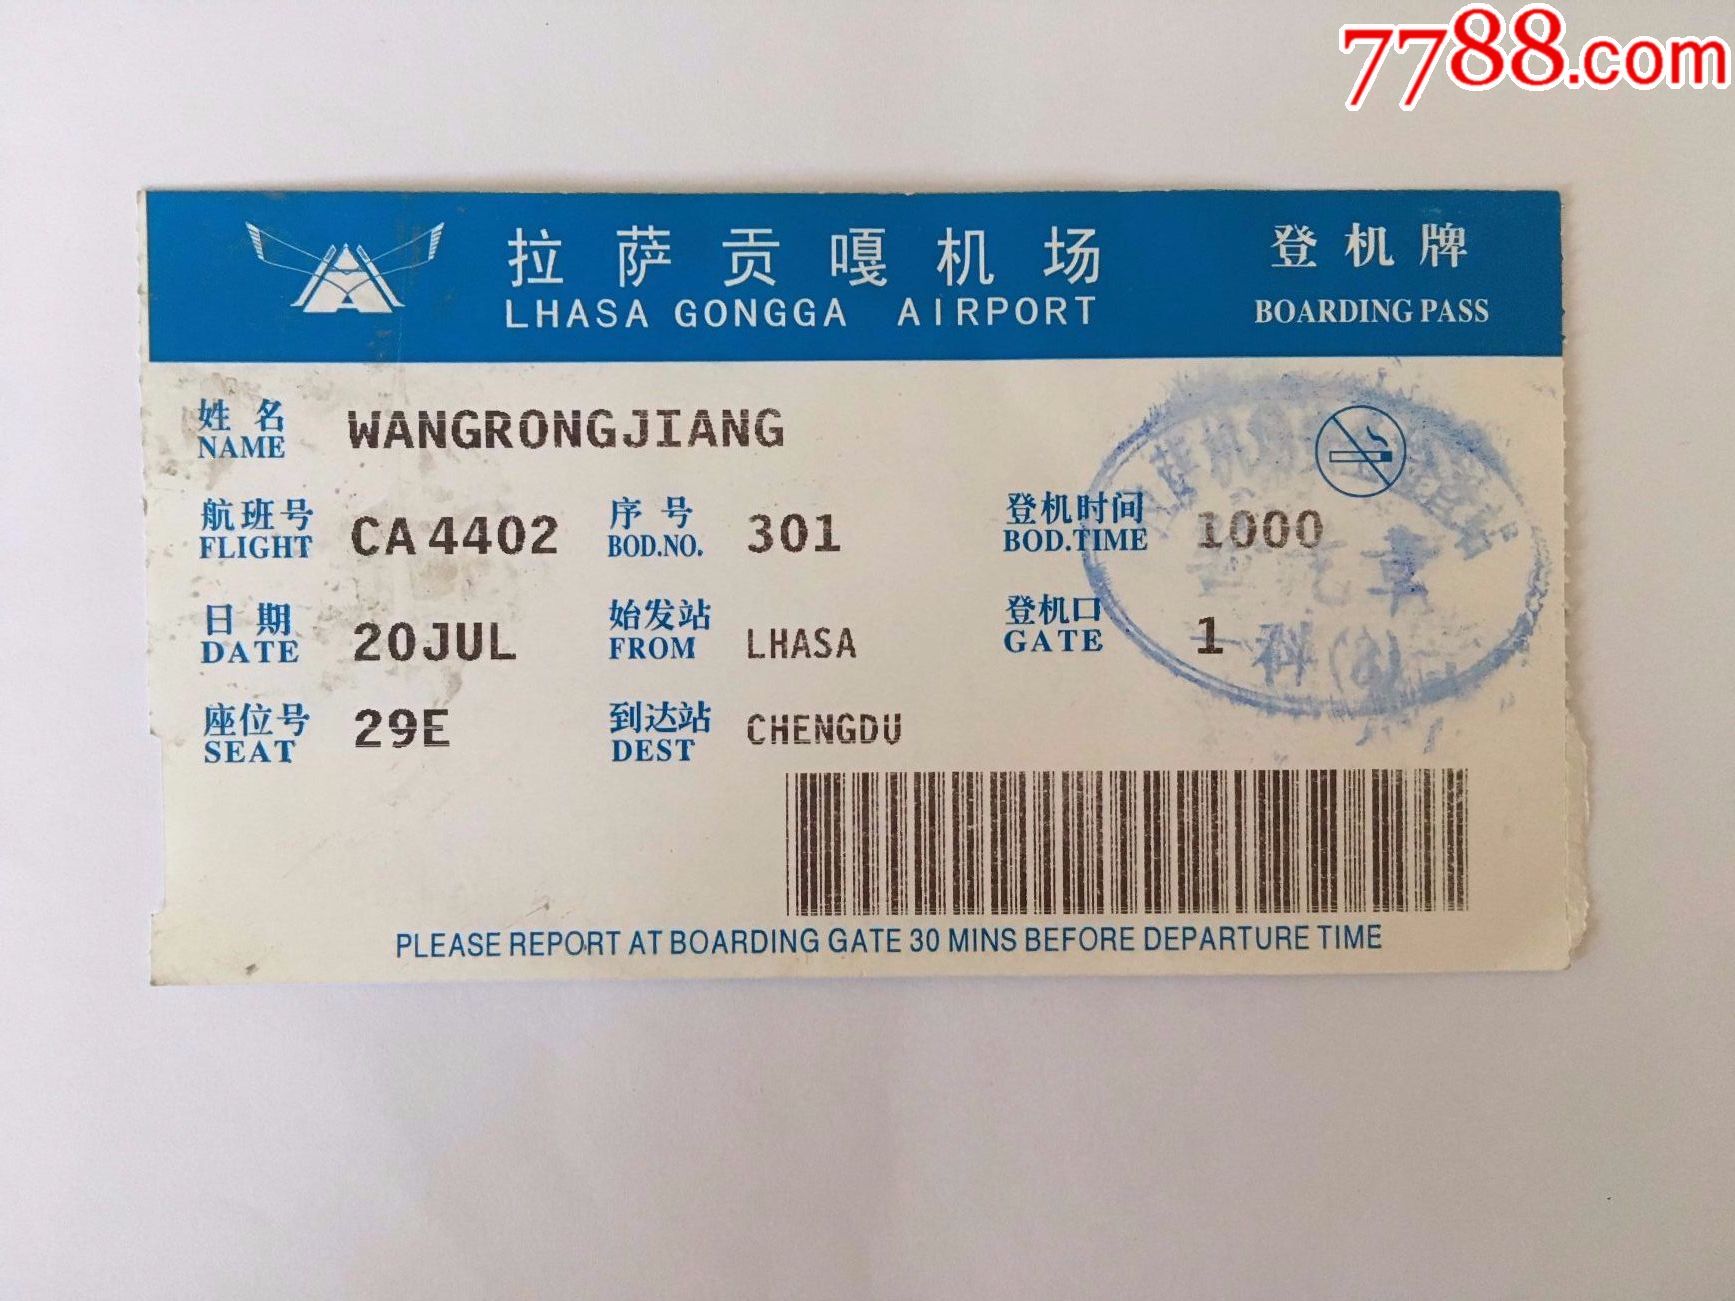 7788.com
拉萨贡嘎机场 登机牌
LHASA GONGGA AIRPORT BOARDING PASS
姓名
NAME WANGRONGJIANG
航班号 序号 登机时间
FLIGHT CA4402 BOD.NO. 301 BOD.TIME 1000
日期 始发站 登机口
DATE 20JUL FROM LHASA GATE 1
座位号 到达站
SEAT 29E DEST CHENGDU
PLEASE REPORT AT BOARDING GATE 30 MINS BEFORE DEPARTURE TIME